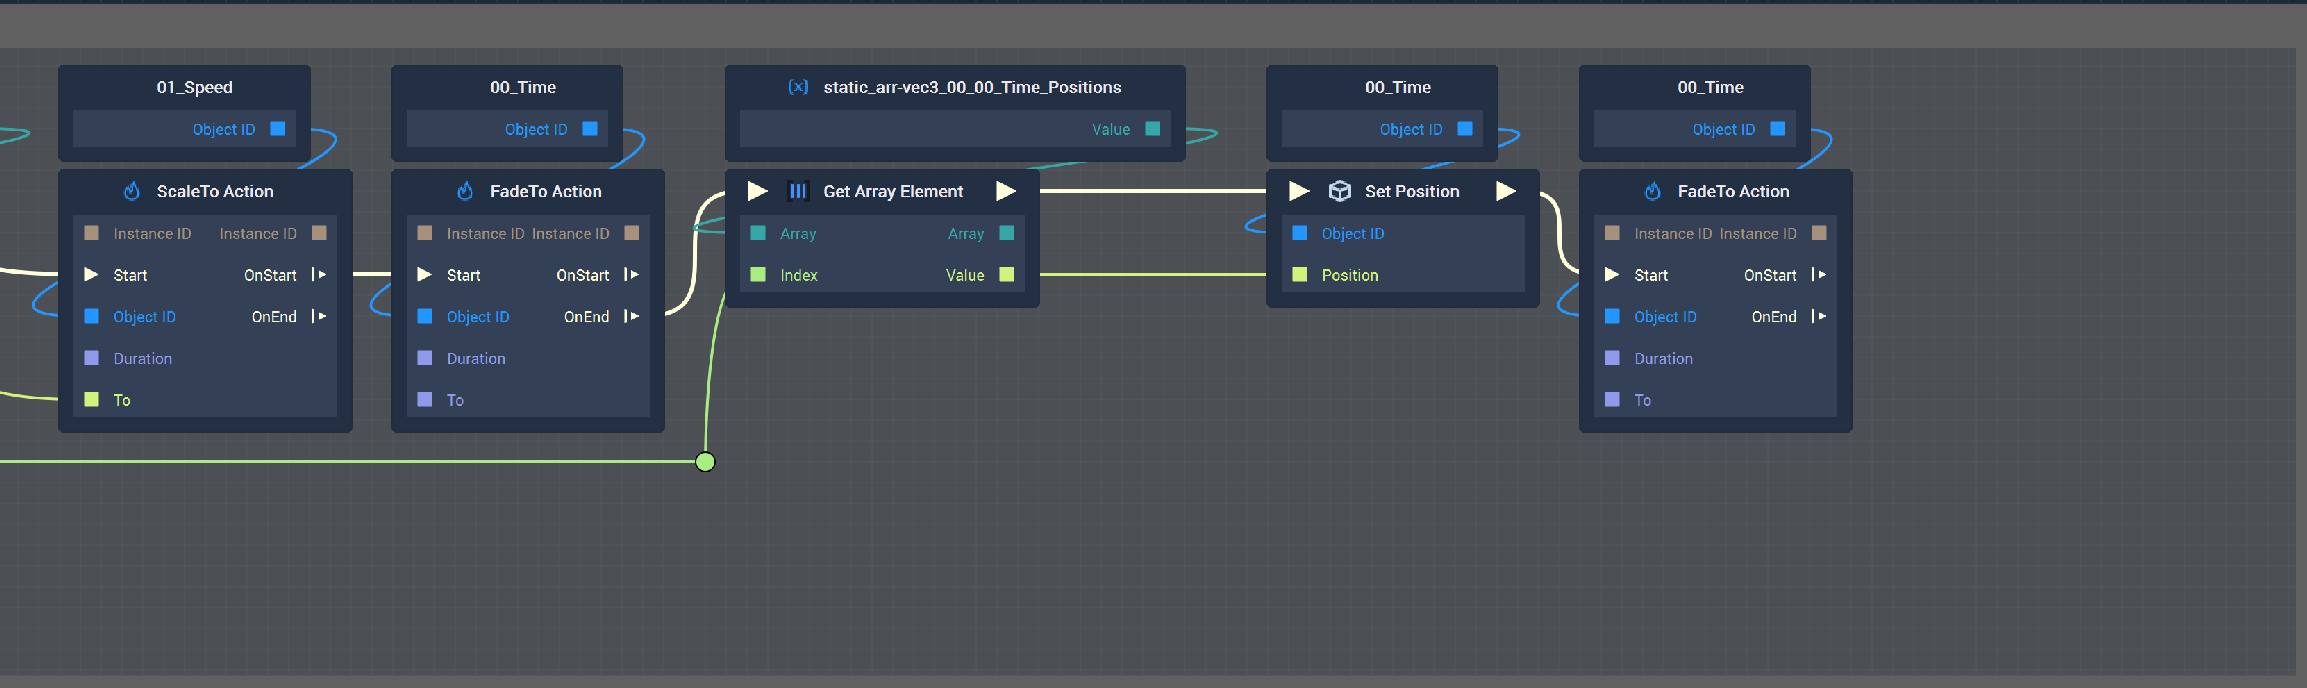 01_Speed
Object ID
ScaleTo Action
Instance ID Instance ID
Start OnStart
Object ID OnEnd
Duration
To
00_Time
Object ID
FadeTo Action
Instance ID Instance ID
Start OnStart
Object ID OnEnd
Duration
To
static_arr-vec3_00_00_Time_Positions
Value
Get Array Element
Array Array
Index Value
00_Time
Object ID
Set Position
Object ID
Position
00_Time
Object ID
FadeTo Action
Instance ID Instance ID
Start OnStart
Object ID OnEnd
Duration
To